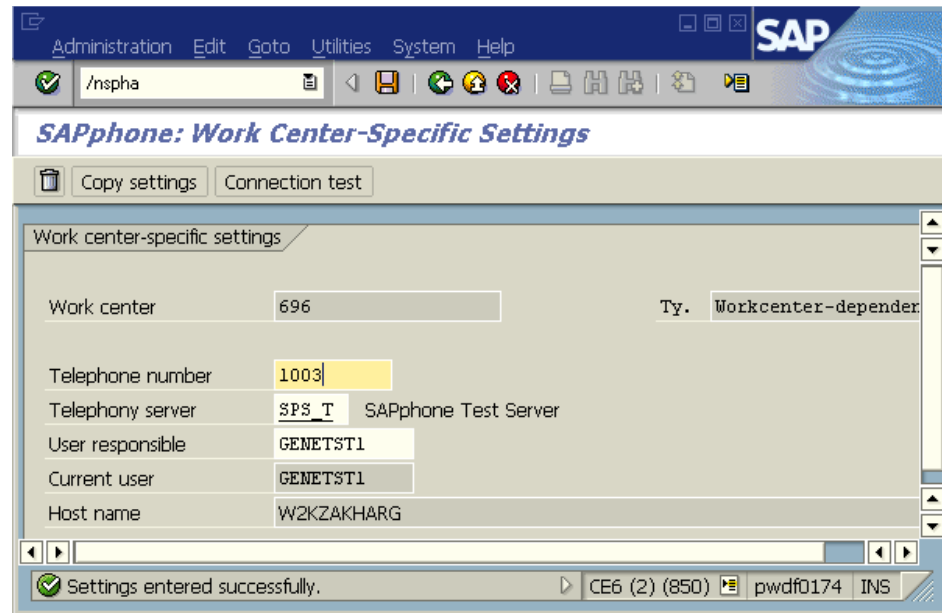 Administration Edit Goto Utilities System Help
SAP
/nspha
SAPphone: Work Center-Specific Settings
Copy settings Connection test
Work center-specific settings
Work center 696 Ty. Workcenter-dependen
Telephone number 1003
Telephony server SPS_T SAPphone Test Server
User responsible GENETST1
Current user GENETST1
Host name W2KZAKHARG
Settings entered successfully. CE6 (2) (850) pwdf0174 INS